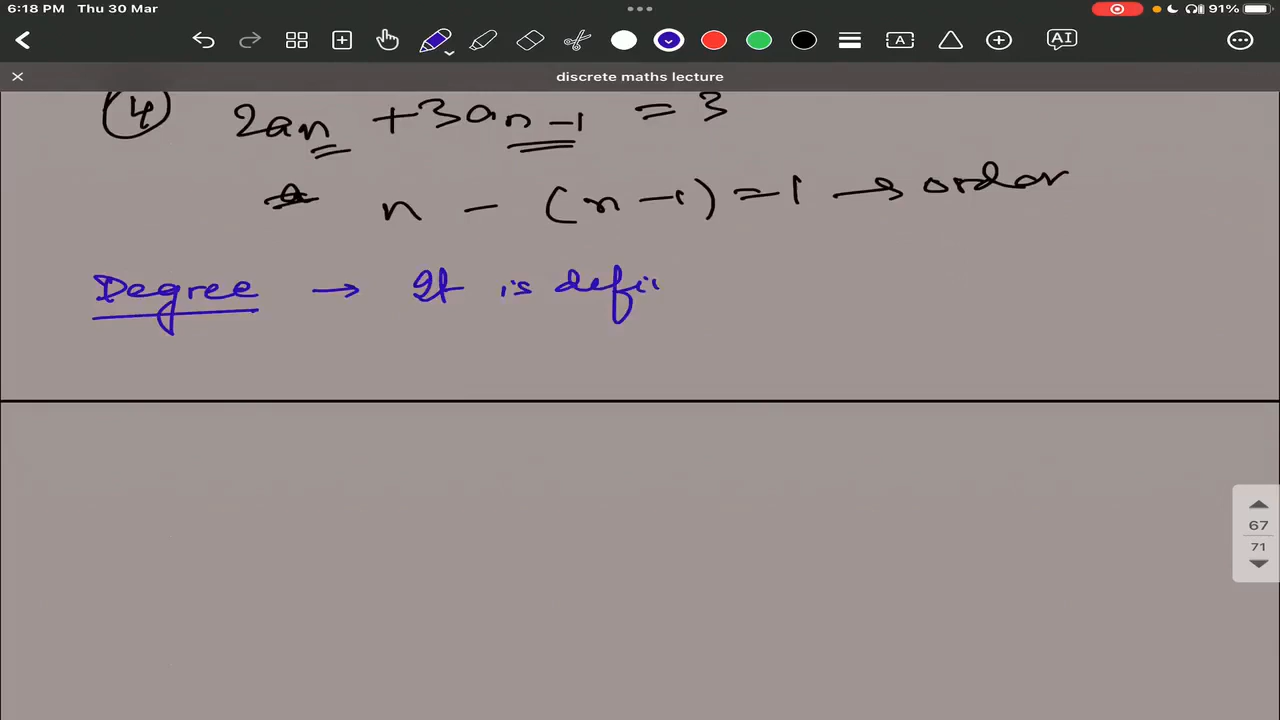 6:18 PM Thu 30 Mar
91%
A
AI
discrete maths lecture
④ 2an + 3an-1 = 3
n - (n-1) = 1 → order
Degree → It is defi
67
71